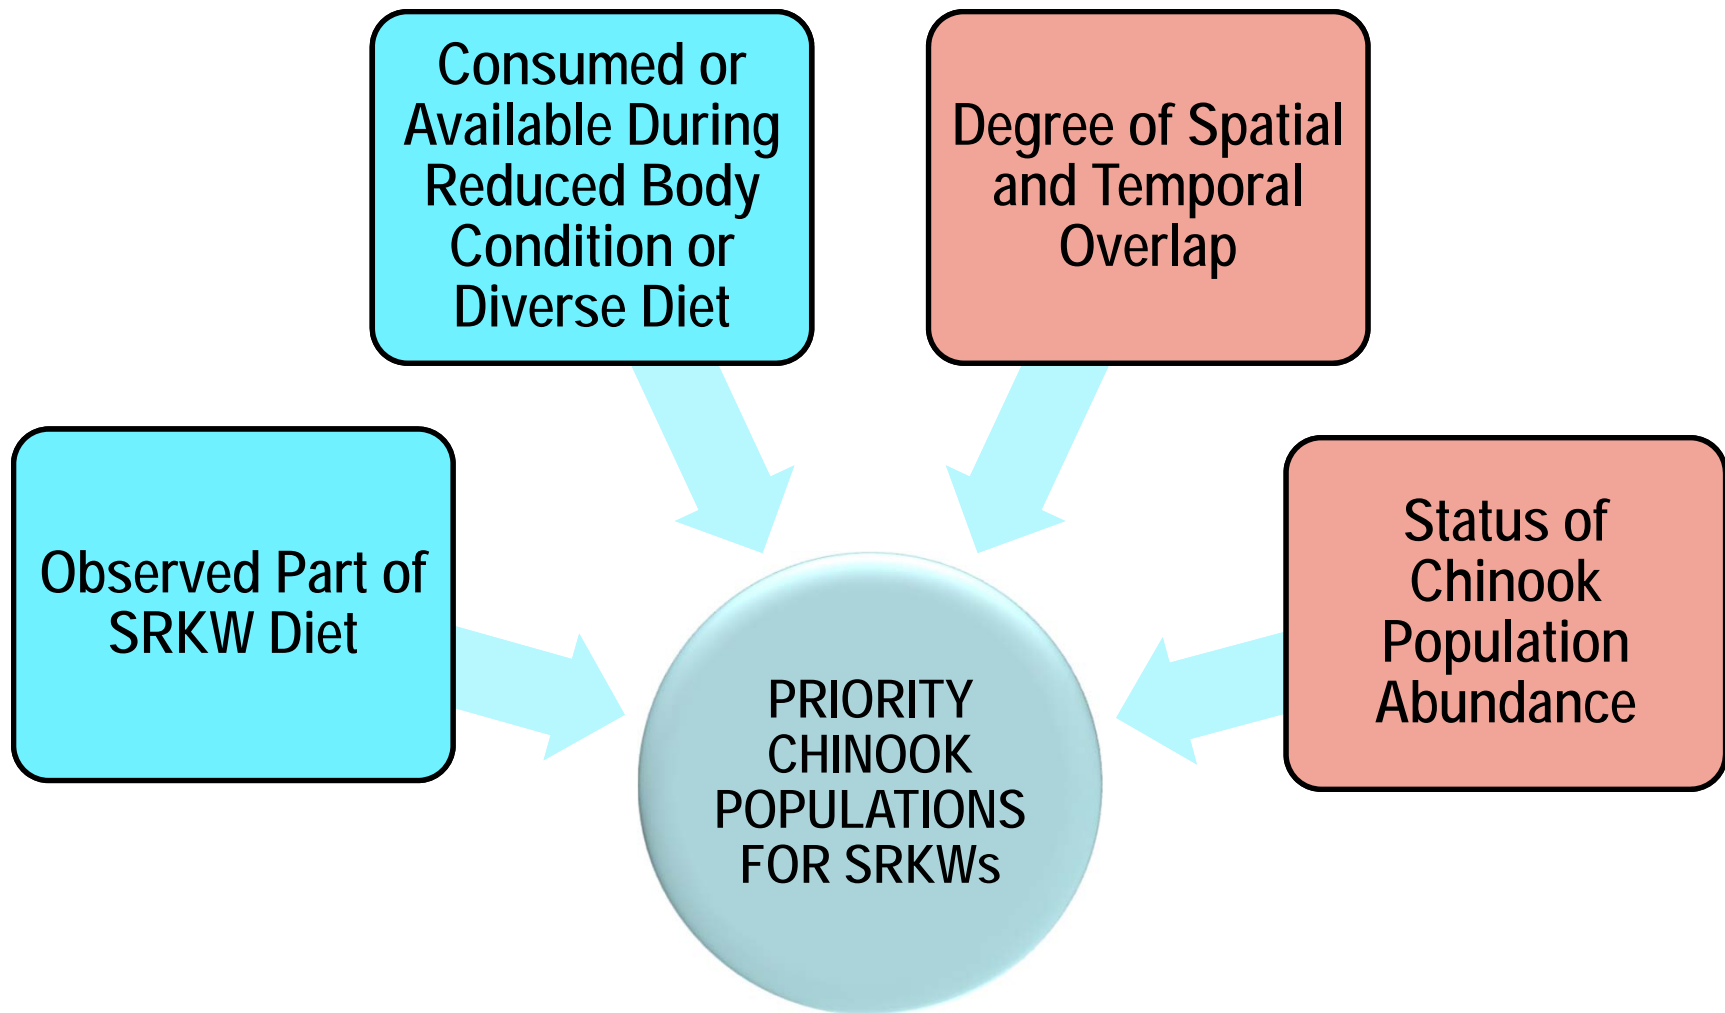 Consumed or
Available During
Reduced Body
Condition or
Diverse Diet
Degree of Spatial
and Temporal
Overlap
Observed Part of
SRKW Diet
Status of
Chinook
Population
Abundance
PRIORITY
CHINOOK
POPULATIONS
FOR SRKWs